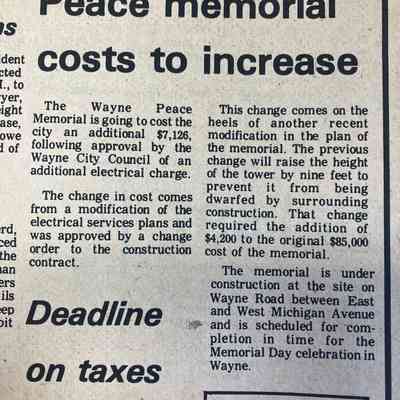 Peace memorial
costs to increase
The Wayne Peace
Memorial is going to cost the
city an additional $7,126,
following approval by the
Wayne City Council of an
additional electrical charge.
The change in cost comes
from a modification of the
electrical services plans and
was approved by a change
order to the construction
contract.
This change comes on the
heels of another recent
modification in the plan of
the memorial. The previous
change will raise the height
of the tower by nine feet to
prevent it from being
dwarfed by surrounding
construction. That change
required the addition of
$4,200 to the original $85,000
cost of the memorial.
The memorial is under
construction at the site on
Wayne Road between East
and West Michigan Avenue
and is scheduled for com-
pletion in time for the
Memorial Day celebration in
Wayne.
Deadline
on taxes